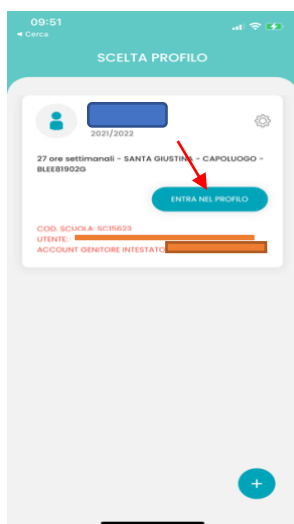 09:51
◀ Cerca
SCELTA PROFILO
2021/2022
27 ore settimanali - SANTA GIUSTINA - CAPOLUOGO -
BLEE81902G
ENTRA NEL PROFILO
COD. SCUOLA: SC15623
UTENTE:
ACCOUNT GENITORE INTESTATO
+